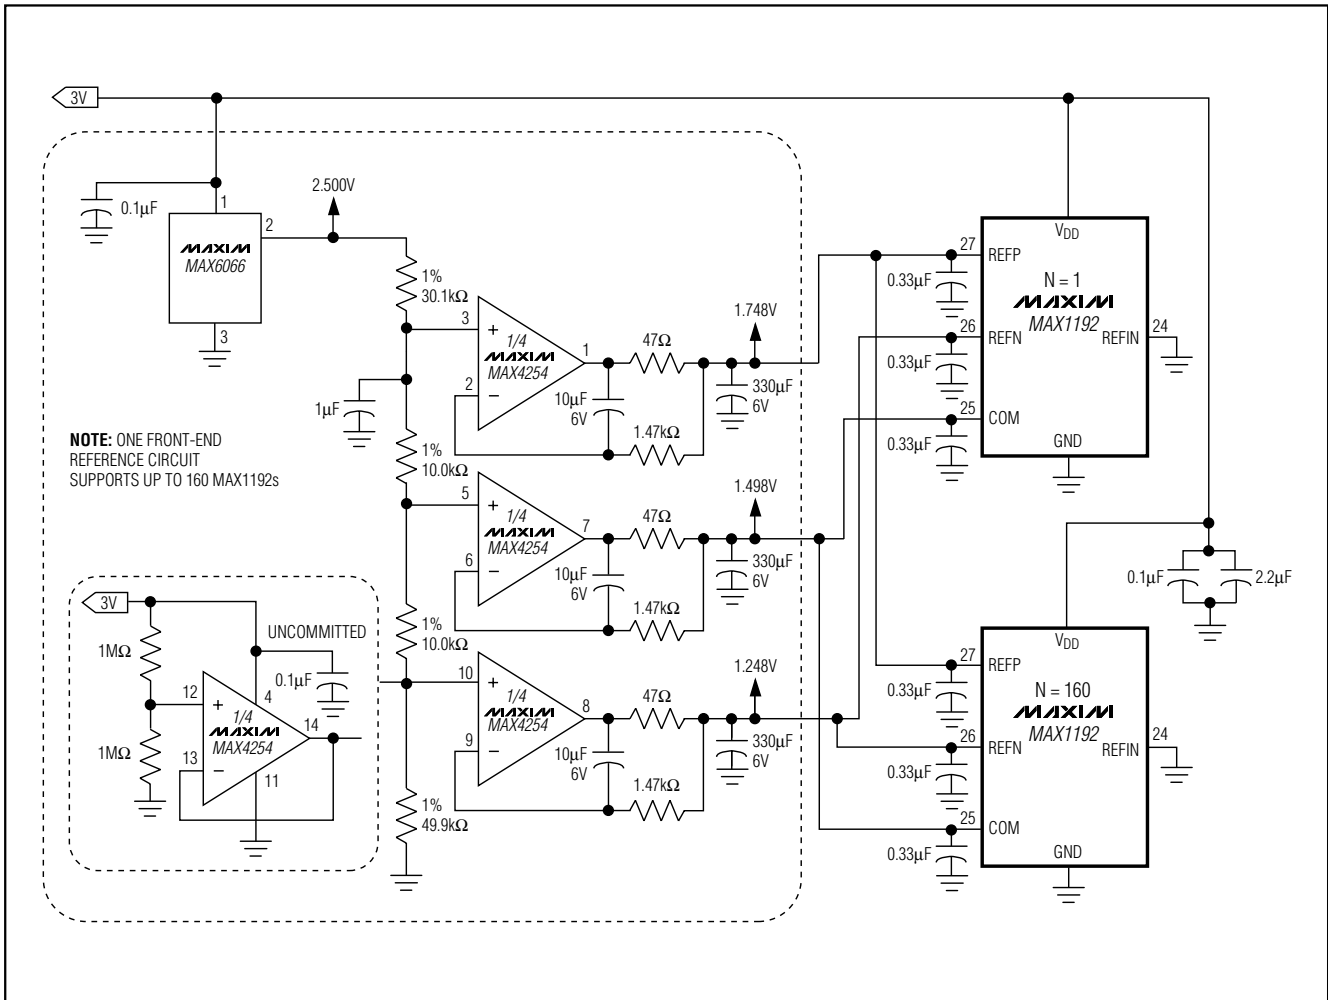 3V
0.1µF
1
MAXIM
MAX6066
2
3
2.500V
1%
30.1kΩ
1µF
1%
10.0kΩ
1%
10.0kΩ
1%
49.9kΩ
NOTE: ONE FRONT-END
REFERENCE CIRCUIT
SUPPORTS UP TO 160 MAX1192s
3
+
1/4
MAXIM
MAX4254
2
−
1
47Ω
10µF
6V
1.47kΩ
1.748V
330µF
6V
5
+
1/4
MAXIM
MAX4254
6
−
7
47Ω
10µF
6V
1.47kΩ
1.498V
330µF
6V
10
+
1/4
MAXIM
MAX4254
9
−
8
47Ω
10µF
6V
1.47kΩ
1.248V
330µF
6V
3V
UNCOMMITTED
1MΩ
1MΩ
0.1µF
12
+
4
1/4
MAXIM
MAX4254
14
13
−
11
VDD
27
REFP
0.33µF
N = 1
MAXIM
MAX1192
26
REFN
0.33µF
REFIN
24
25
COM
0.33µF
GND
0.1µF
2.2µF
VDD
27
REFP
0.33µF
N = 160
MAXIM
MAX1192
26
REFN
0.33µF
REFIN
24
25
COM
0.33µF
GND